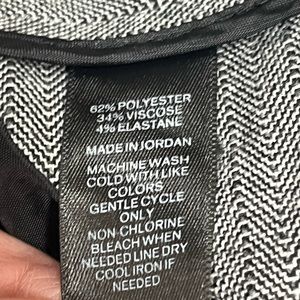 62% POLYESTER
34% VISCOSE
4% ELASTANE
MADE IN JORDAN
MACHINE WASH
COLD WITH LIKE
COLORS
GENTLE CYCLE
ONLY
NON CHLORINE
BLEACH WHEN
NEEDED LINE DRY
COOL IRON IF
NEEDED